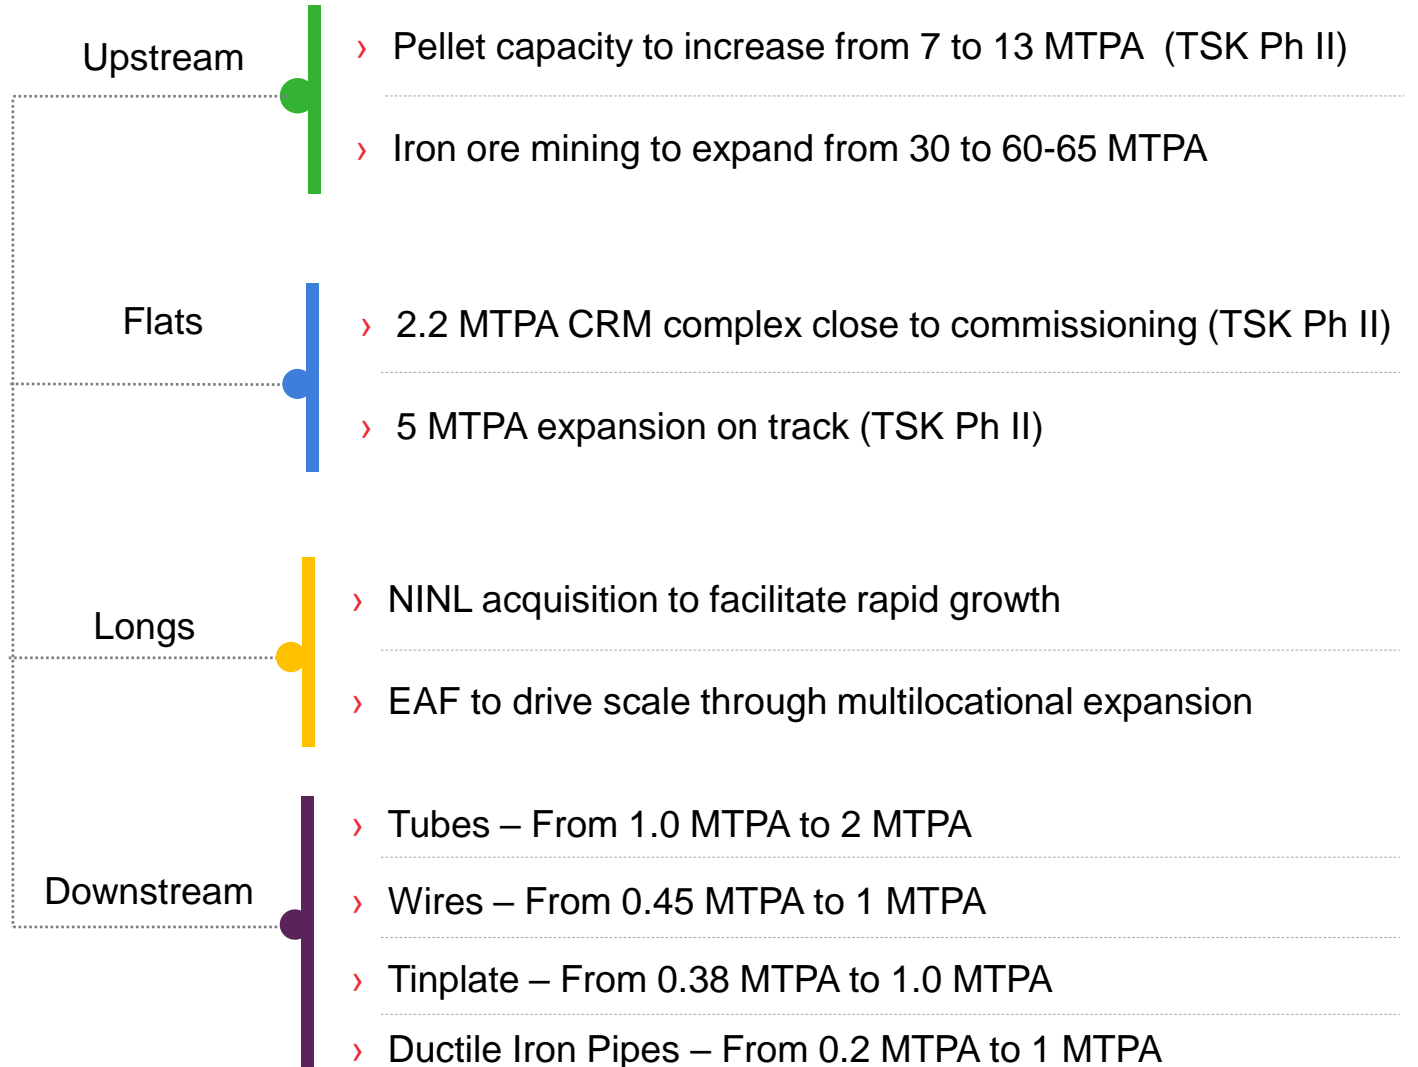 Upstream
› Pellet capacity to increase from 7 to 13 MTPA (TSK Ph II)
› Iron ore mining to expand from 30 to 60-65 MTPA
Flats
› 2.2 MTPA CRM complex close to commissioning (TSK Ph II)
› 5 MTPA expansion on track (TSK Ph II)
Longs
› NINL acquisition to facilitate rapid growth
› EAF to drive scale through multilocational expansion
Downstream
› Tubes – From 1.0 MTPA to 2 MTPA
› Wires – From 0.45 MTPA to 1 MTPA
› Tinplate – From 0.38 MTPA to 1.0 MTPA
› Ductile Iron Pipes – From 0.2 MTPA to 1 MTPA